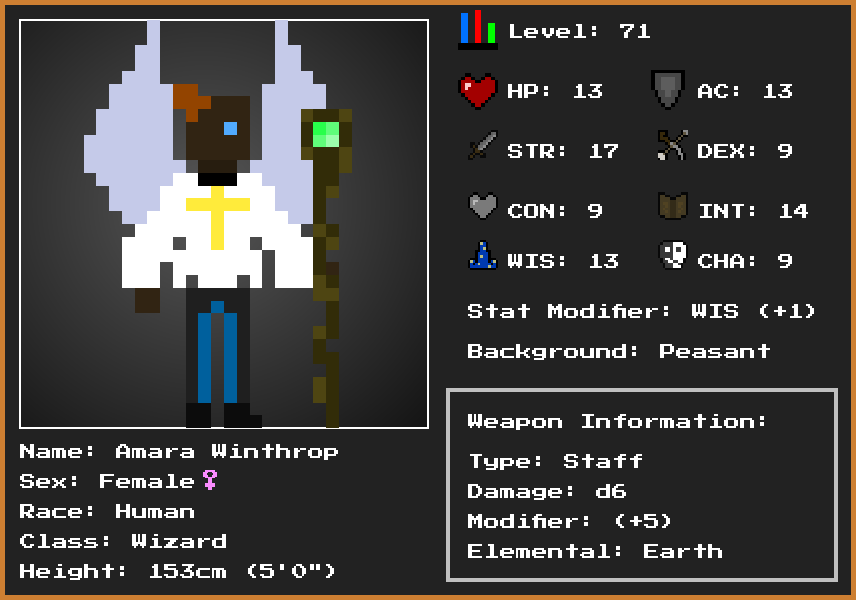 Level: 71
HP: 13
AC: 13
STR: 17
DEX: 9
CON: 9
INT: 14
WIS: 13
CHA: 9
Stat Modifier: WIS (+1)
Background: Peasant
Weapon Information:
Type: Staff
Damage: d6
Modifier: (+5)
Elemental: Earth
Name: Amara Winthrop
Sex: Female♀
Race: Human
Class: Wizard
Height: 153cm (5'0")